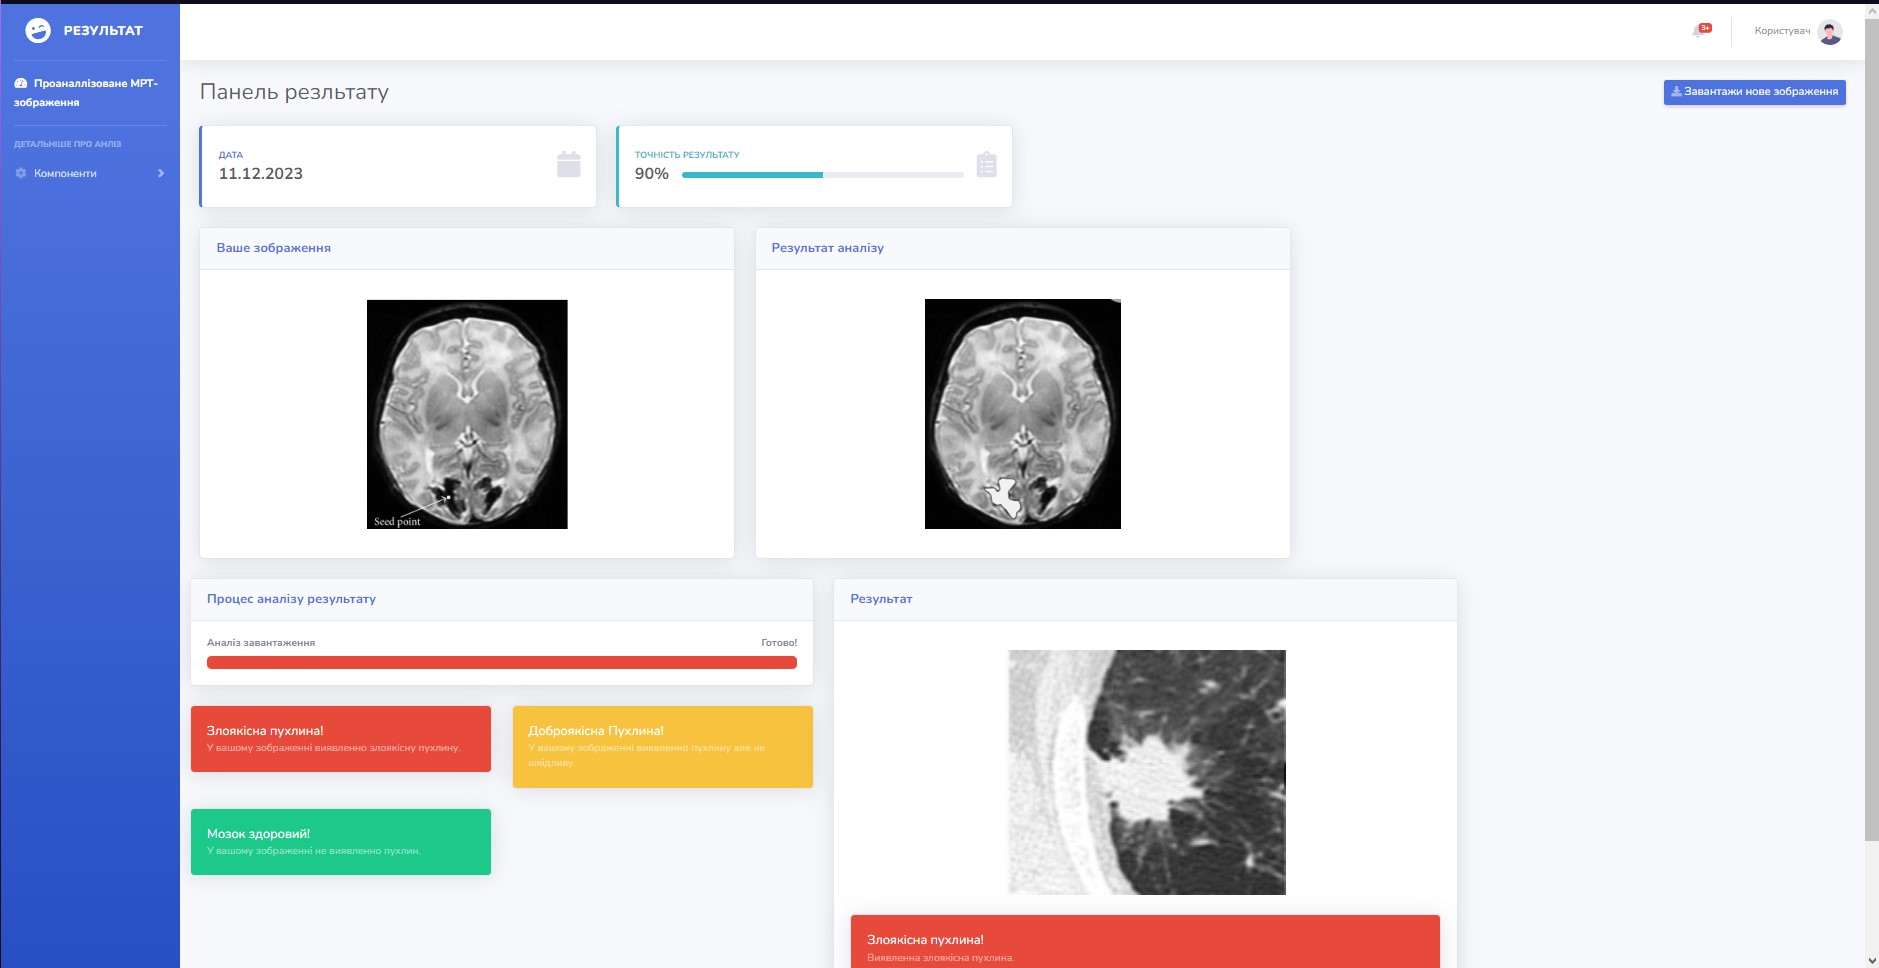 РЕЗУЛЬТАТ
Проаналлізоване МРТ-
зображення
ДЕТАЛЬНІШЕ ПРО АНЛІЗ
Компоненти
3+
Користувач
Панель резльтату
Завантажи нове зображення
ДАТА
11.12.2023
ТОЧНІСТЬ РЕЗУЛЬТАТУ
90%
Ваше зображення
Seed point
Результат аналізу
Процес аналізу результату
Аналіз завантаження
Готово!
Злоякісна пухлина!
У вашому зображенні виявленно злоякісну пухлину.
Доброякісна Пухлина!
У вашому зображенні виявленно пухлину але не
шкідливу.
Мозок здоровий!
У вашому зображенні не виявленно пухлин.
Результат
Злоякісна пухлина!
Виявленна злоякісна пухлина.